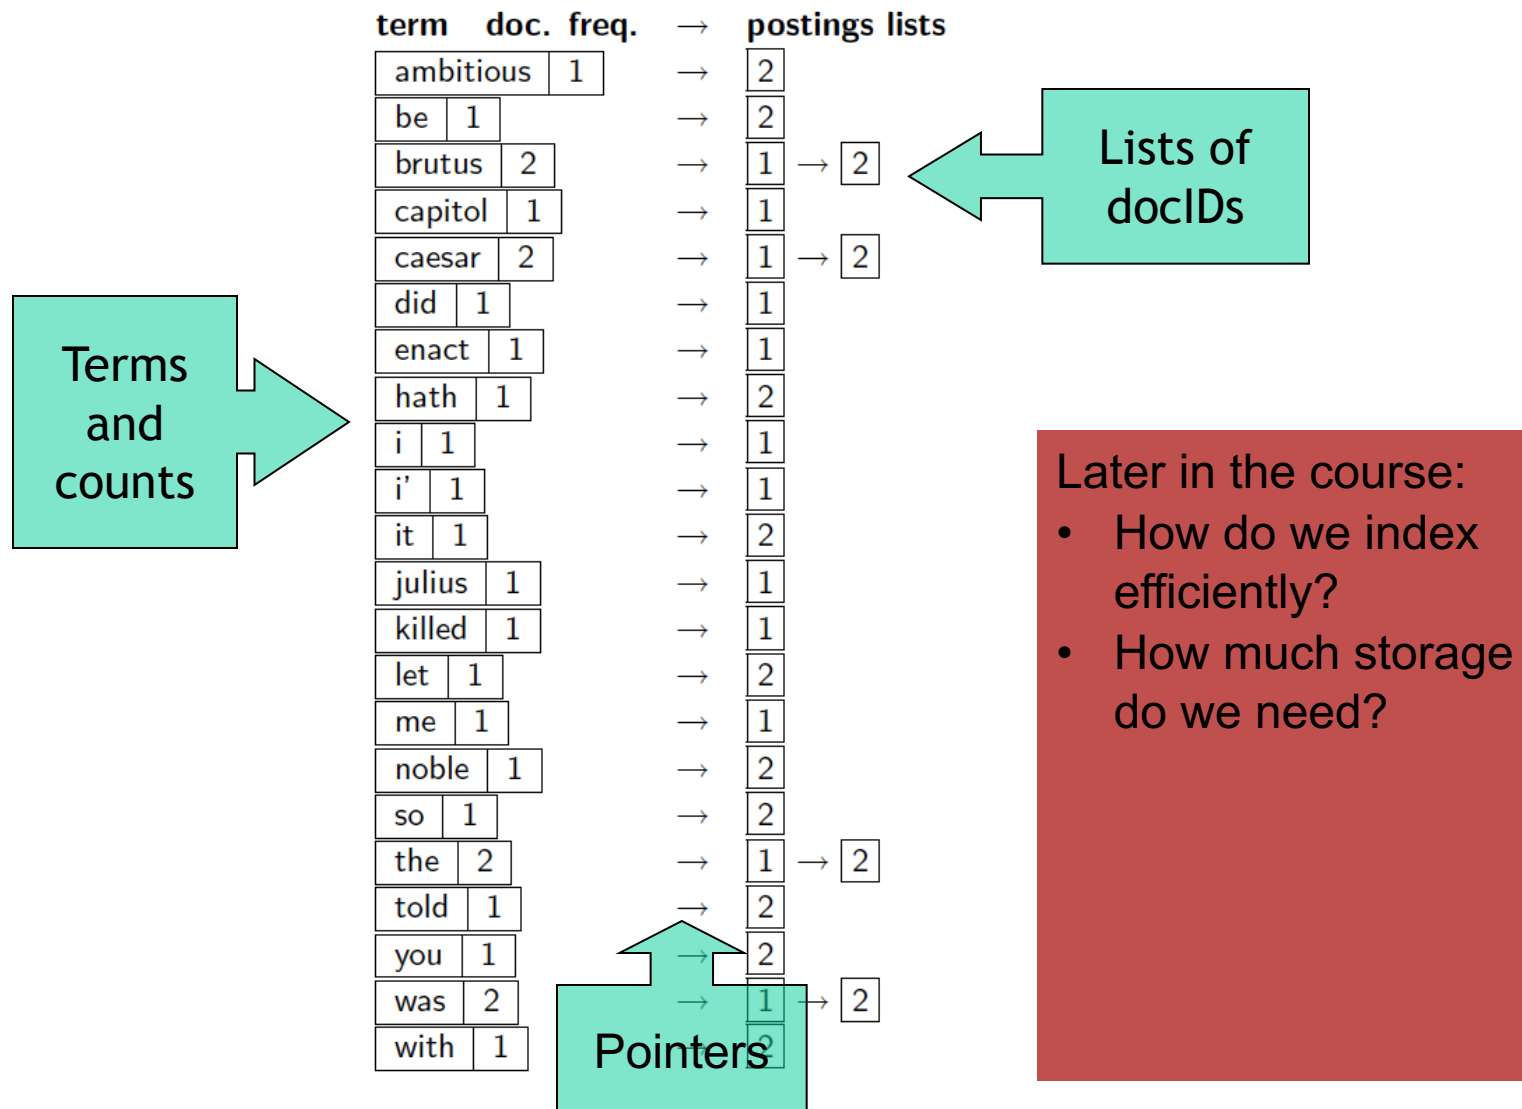 term doc. freq. → postings lists
ambitious 1 → 2
be 1 → 2
brutus 2 → 1 → 2
capitol 1 → 1
caesar 2 → 1 → 2
did 1 → 1
enact 1 → 1
hath 1 → 2
i 1 → 1
i' 1 → 1
it 1 → 2
julius 1 → 1
killed 1 → 1
let 1 → 2
me 1 → 1
noble 1 → 2
so 1 → 2
the 2 → 1 → 2
told 1 → 2
you 1 → 2
was 2 → 1 → 2
with 1 → 2
Terms
and
counts
Lists of
docIDs
Pointers
Later in the course:
• How do we index
efficiently?
• How much storage
do we need?